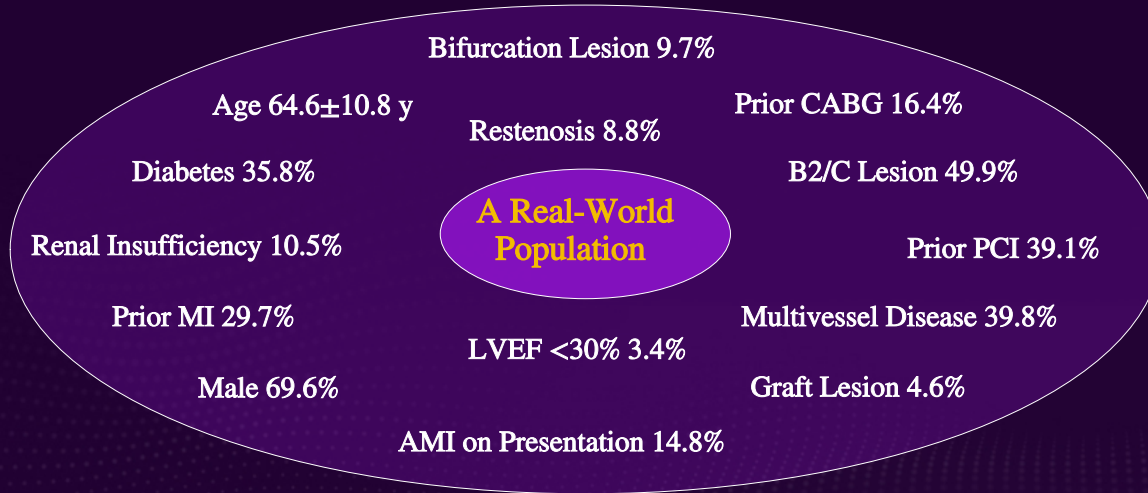 Bifurcation Lesion 9.7%
Age 64.6±10.8 y
Prior CABG 16.4%
Restenosis 8.8%
Diabetes 35.8%
B2/C Lesion 49.9%
A Real-World
Population
Renal Insufficiency 10.5%
Prior PCI 39.1%
Prior MI 29.7%
Multivessel Disease 39.8%
LVEF <30% 3.4%
Male 69.6%
Graft Lesion 4.6%
AMI on Presentation 14.8%